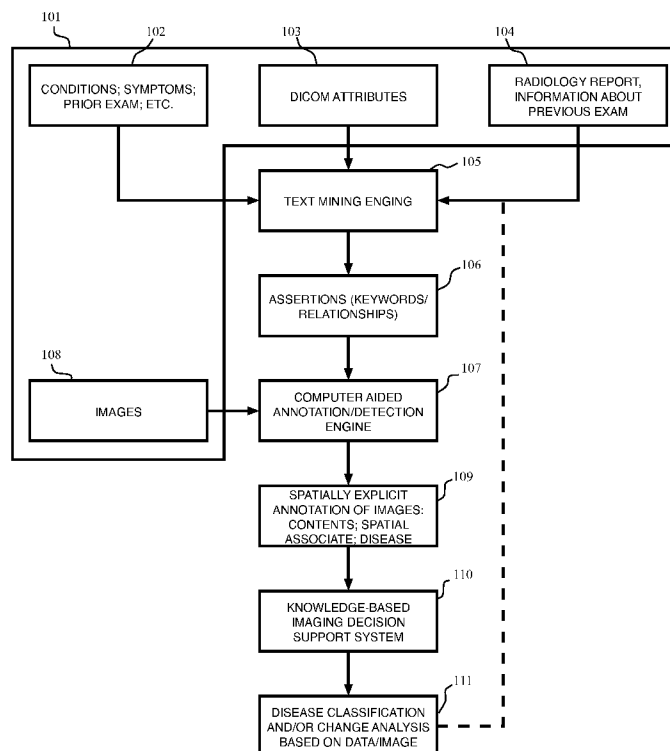 101
102
103
104
CONDITIONS; SYMPTOMS;
PRIOR EXAM; ETC.
DICOM ATTRIBUTES
RADIOLOGY REPORT,
INFORMATION ABOUT
PREVIOUS EXAM
105
TEXT MINING ENGING
106
ASSERTIONS (KEYWORDS/
RELATIONSHIPS)
108
107
IMAGES
COMPUTER AIDED
ANNOTATION/DETECTION
ENGINE
109
SPATIALLY EXPLICIT
ANNOTATION OF IMAGES:
CONTENTS; SPATIAL
ASSOCIATE; DISEASE
110
KNOWLEDGE-BASED
IMAGING DECISION
SUPPORT SYSTEM
111
DISEASE CLASSIFICATION
AND/OR CHANGE ANALYSIS
BASED ON DATA/IMAGE